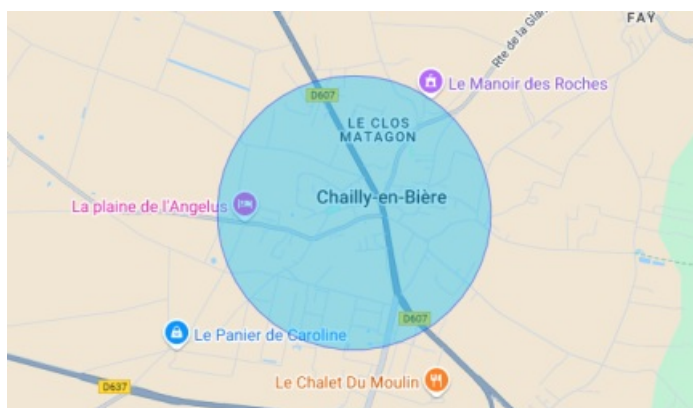 FAY
Rte de la Glan
D607
Le Manoir des Roches
LE CLOS
MATAGON
Chailly-en-Bière
La plaine de l'Angelus
D607
Le Panier de Caroline
Le Chalet Du Moulin
D637